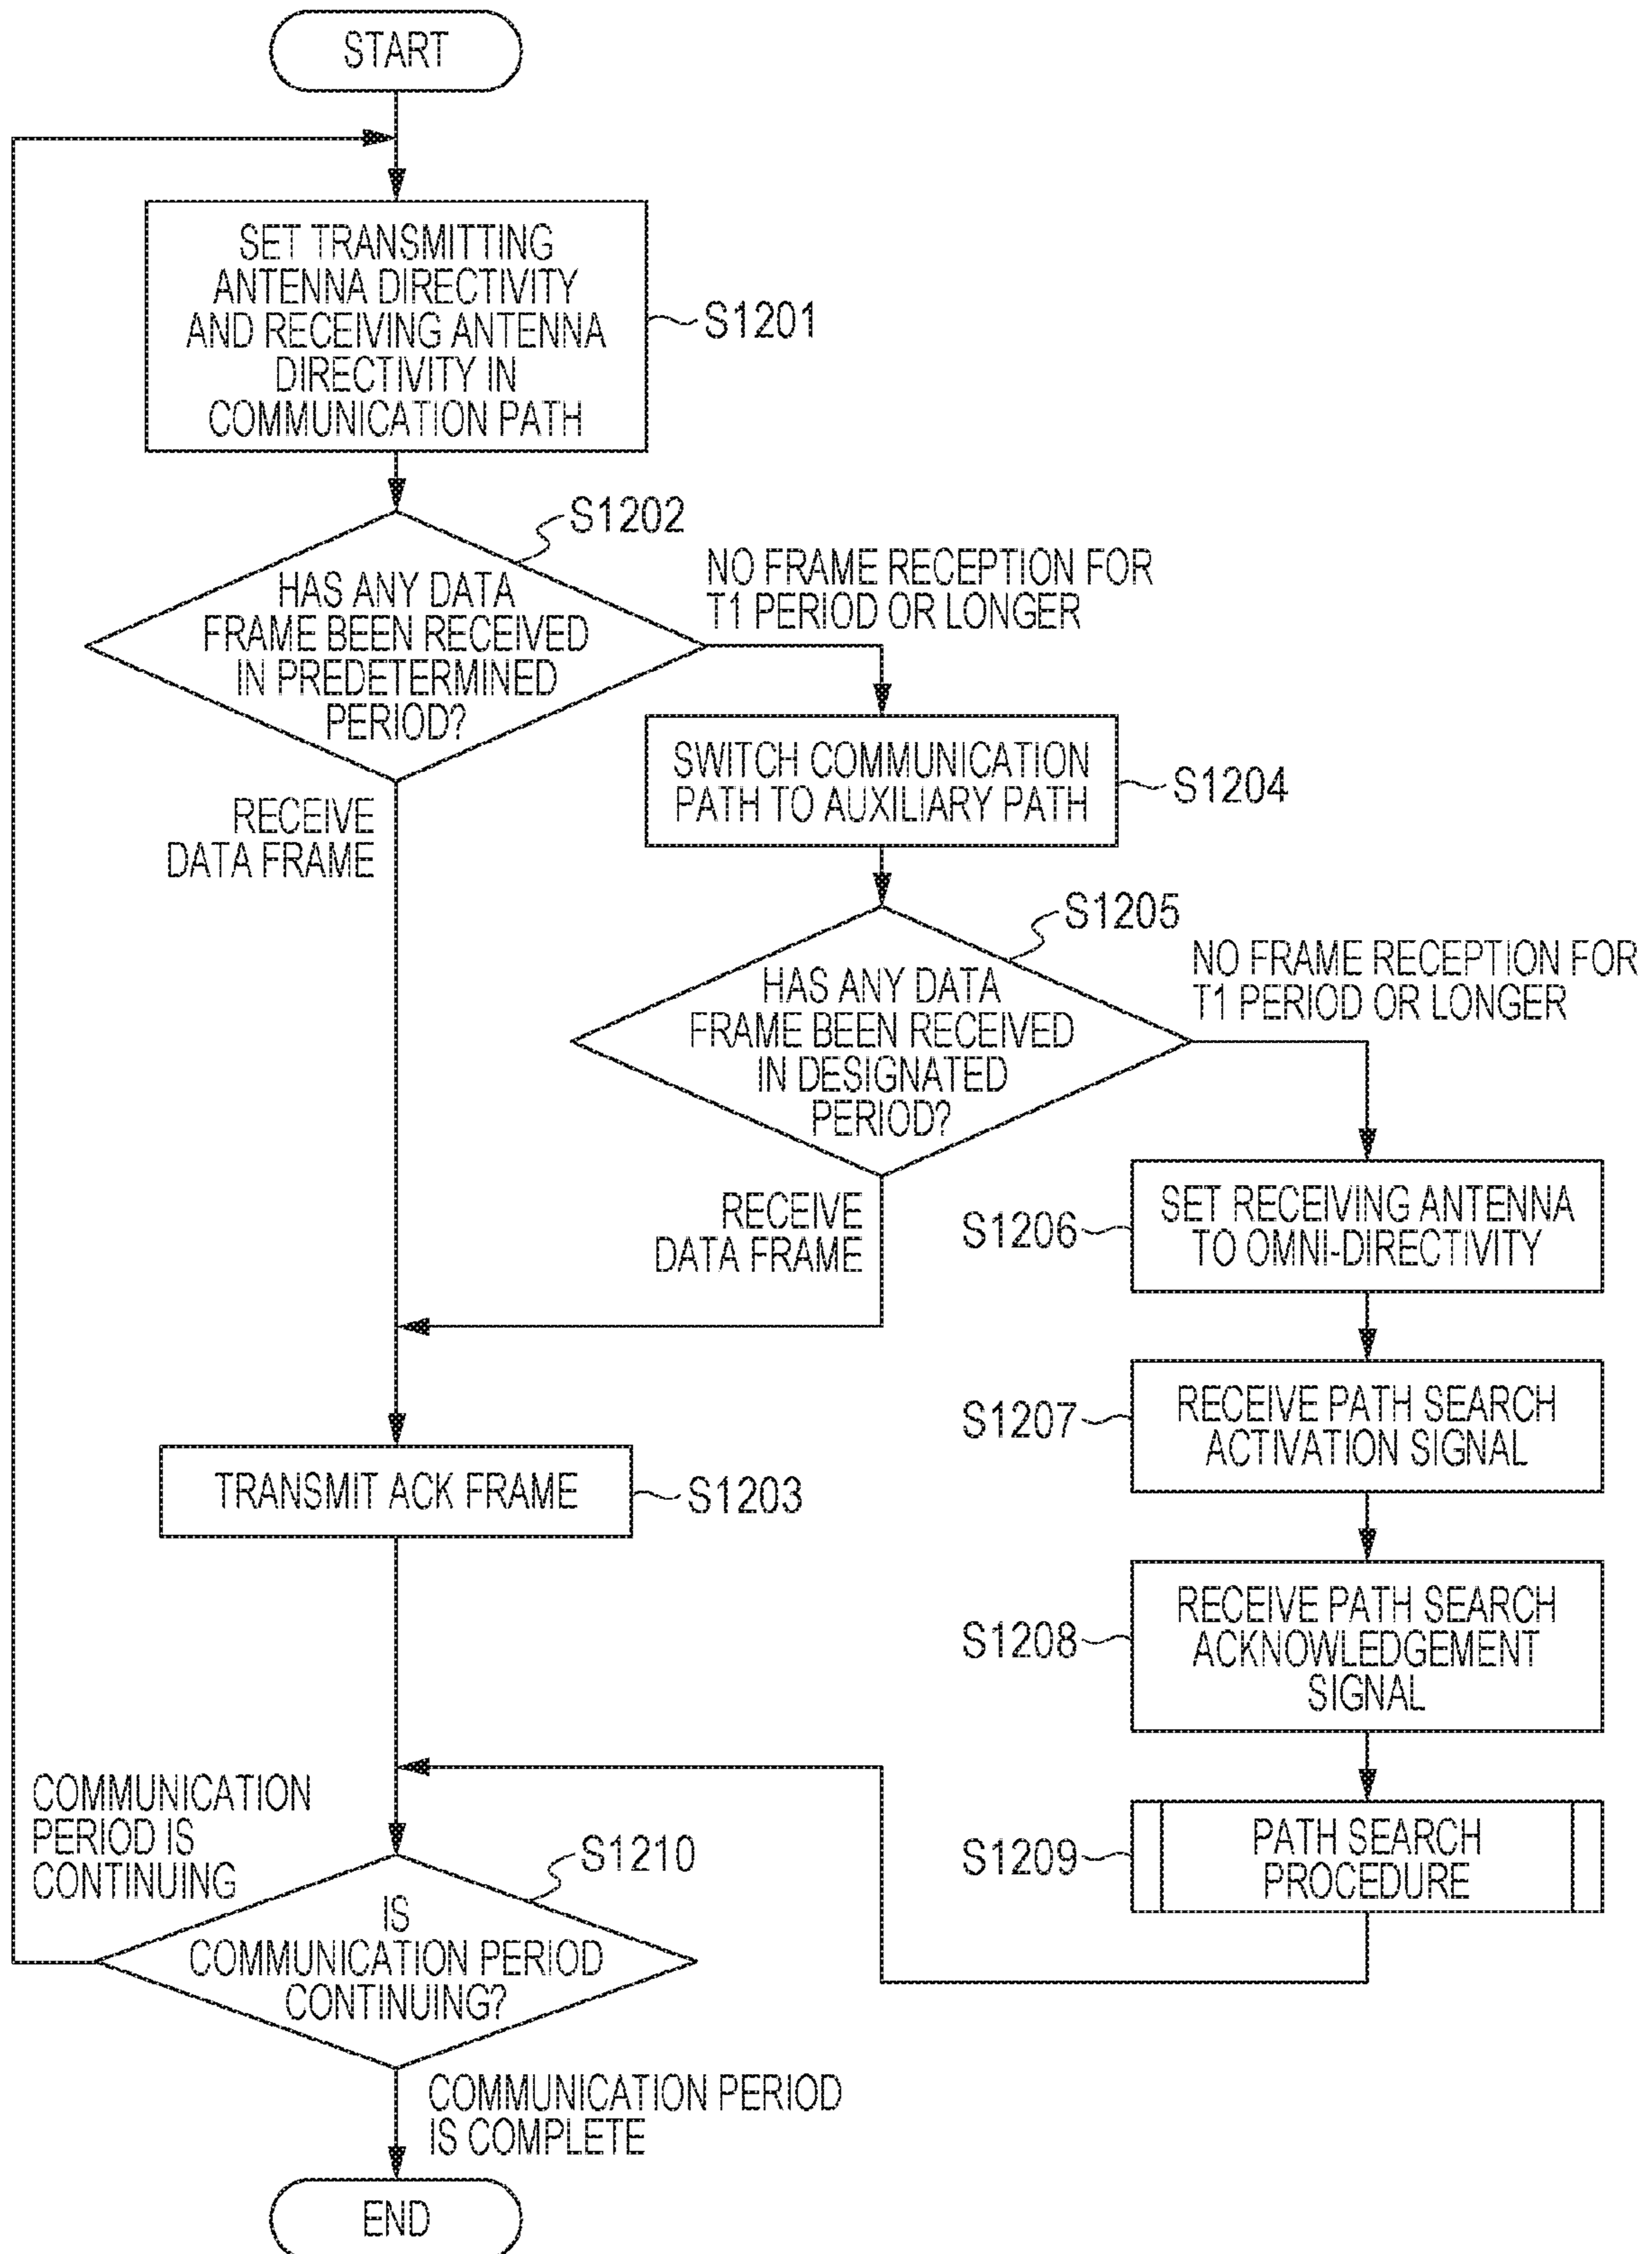 START
SET TRANSMITTING
ANTENNA DIRECTIVITY
AND RECEIVING ANTENNA
DIRECTIVITY IN
COMMUNICATION PATH
S1201
S1202
HAS ANY DATA
FRAME BEEN RECEIVED
IN PREDETERMINED
PERIOD?
NO FRAME RECEPTION FOR
T1 PERIOD OR LONGER
RECEIVE
DATA FRAME
SWITCH COMMUNICATION
PATH TO AUXILIARY PATH
S1204
S1205
HAS ANY DATA
FRAME BEEN RECEIVED
IN DESIGNATED
PERIOD?
NO FRAME RECEPTION FOR
T1 PERIOD OR LONGER
RECEIVE
DATA FRAME
S1206
SET RECEIVING ANTENNA
TO OMNI-DIRECTIVITY
S1207
RECEIVE PATH SEARCH
ACTIVATION SIGNAL
TRANSMIT ACK FRAME
S1203
S1208
RECEIVE PATH SEARCH
ACKNOWLEDGEMENT
SIGNAL
S1209
PATH SEARCH
PROCEDURE
COMMUNICATION
PERIOD IS
CONTINUING
S1210
IS
COMMUNICATION PERIOD
CONTINUING?
COMMUNICATION PERIOD
IS COMPLETE
END